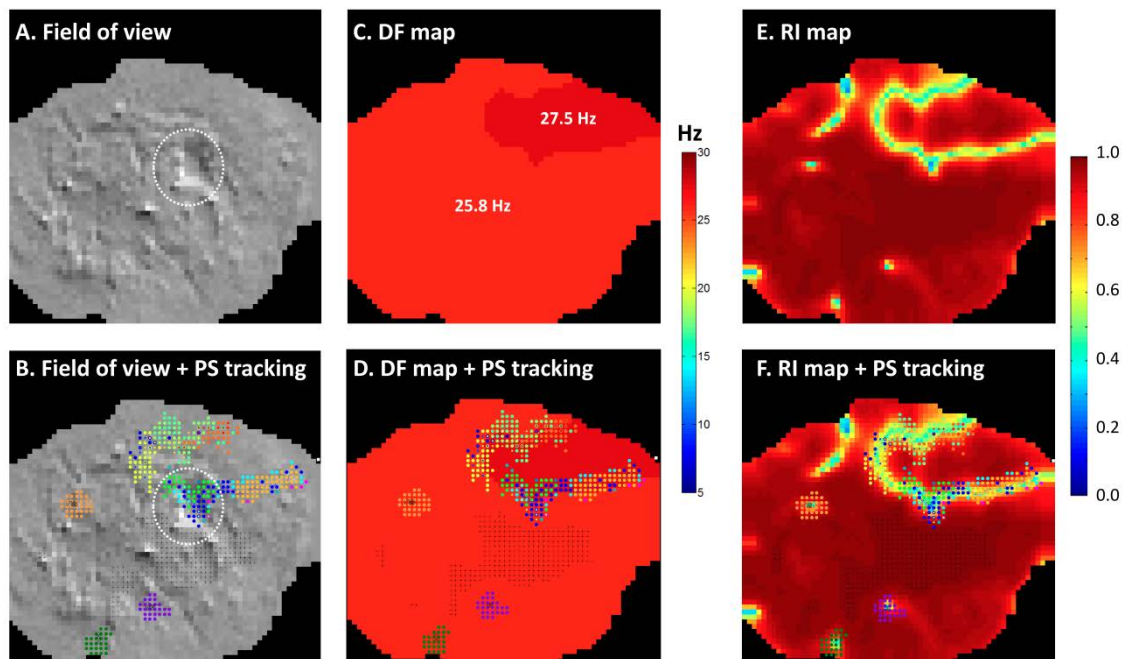 A. Field of view
C. DF map
E. RI map
27.5 Hz
25.8 Hz
Hz
30
25
20
15
10
5
1.0
0.8
0.6
0.4
0.2
0.0
B. Field of view + PS tracking
D. DF map + PS tracking
F. RI map + PS tracking